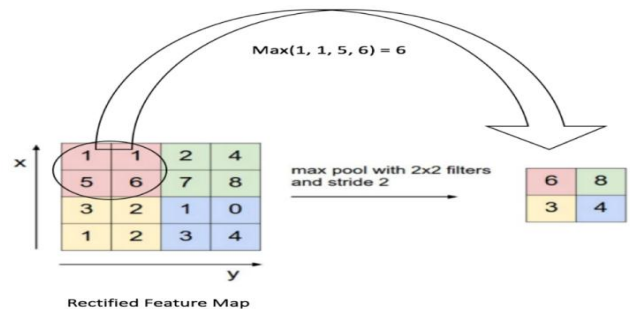 Max(1, 1, 5, 6) = 6
x
1 1 2 4
5 6 7 8
3 2 1 0
1 2 3 4
y
Rectified Feature Map
max pool with 2x2 filters
and stride 2
6 8
3 4